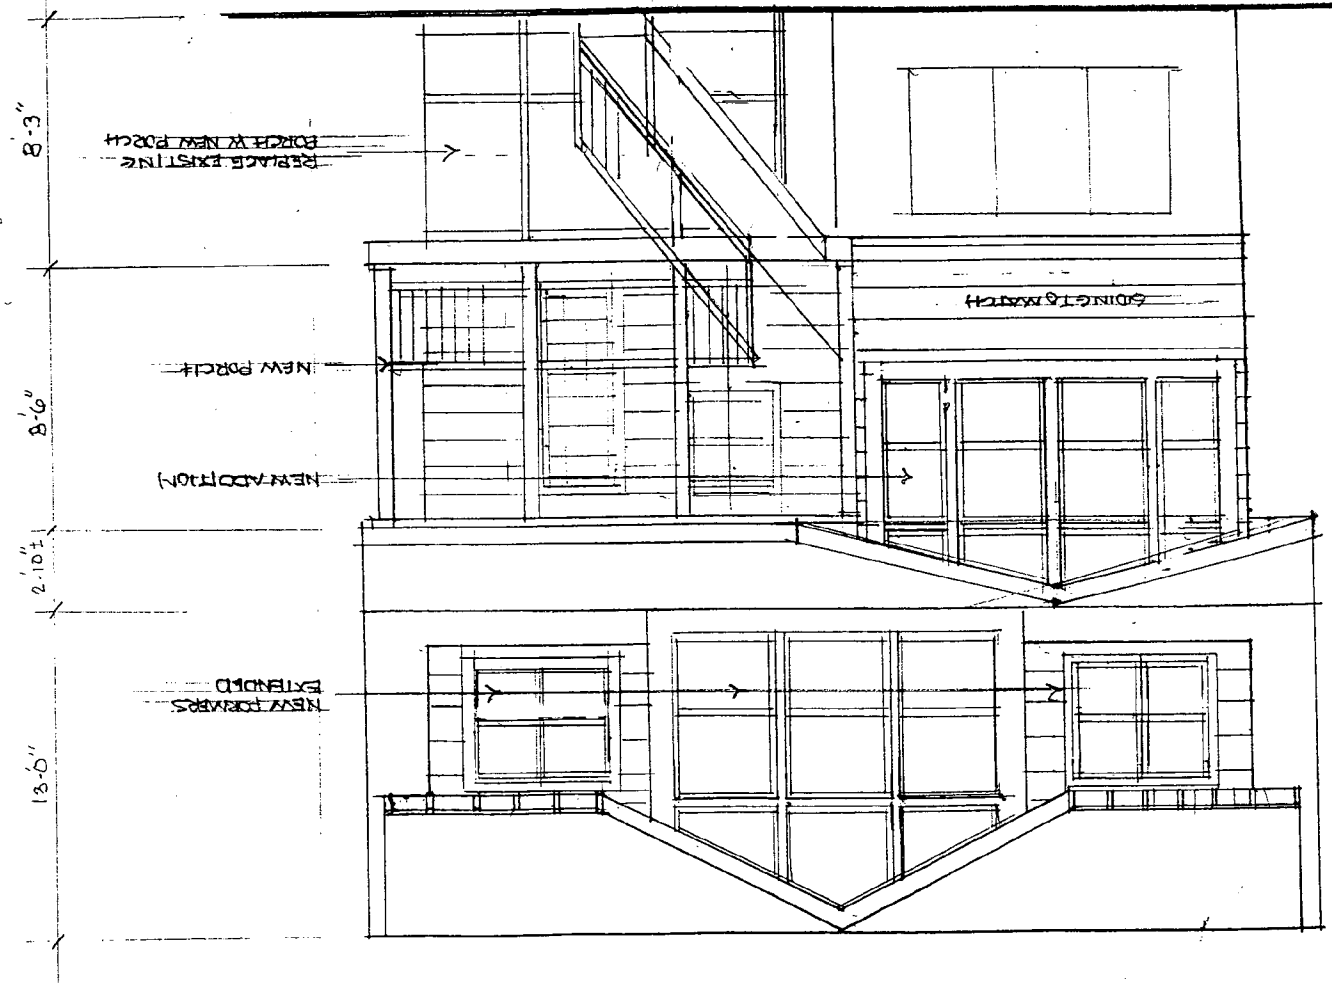 NEW DORMERS
EXTENDED
13'-0"
2'-10"±
NEW ADDITION
8'-6"
NEW PORCH
SIDING TO MATCH
REPLACE EXISTING
PORCH W NEW PORCH
8'-3"